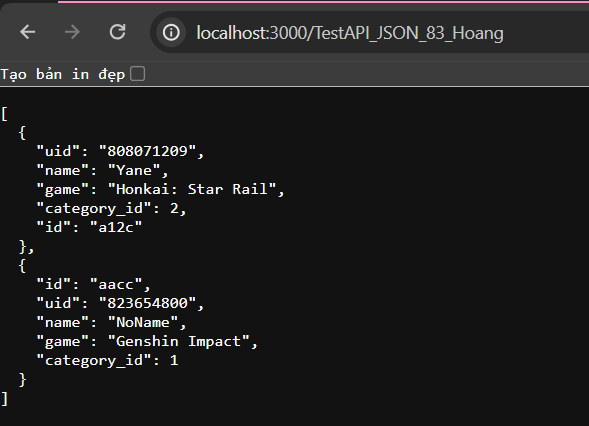 localhost:3000/TestAPI_JSON_83_Hoang
Tạo bản in đẹp
[
  {
    "uid": "808071209",
    "name": "Yane",
    "game": "Honkai: Star Rail",
    "category_id": 2,
    "id": "a12c"
  },
  {
    "id": "aacc",
    "uid": "823654800",
    "name": "NoName",
    "game": "Genshin Impact",
    "category_id": 1
  }
]